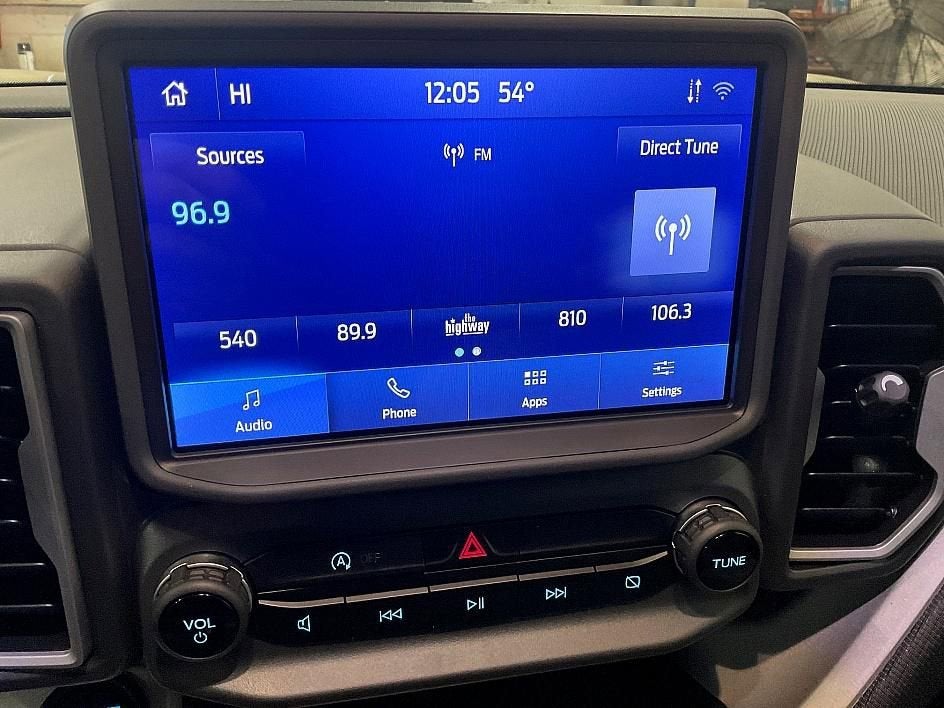 HI 12:05 54°
Sources FM Direct Tune
96.9
540 89.9 the highway 810 106.3
Audio Phone Apps Settings
A OFF
VOL TUNE